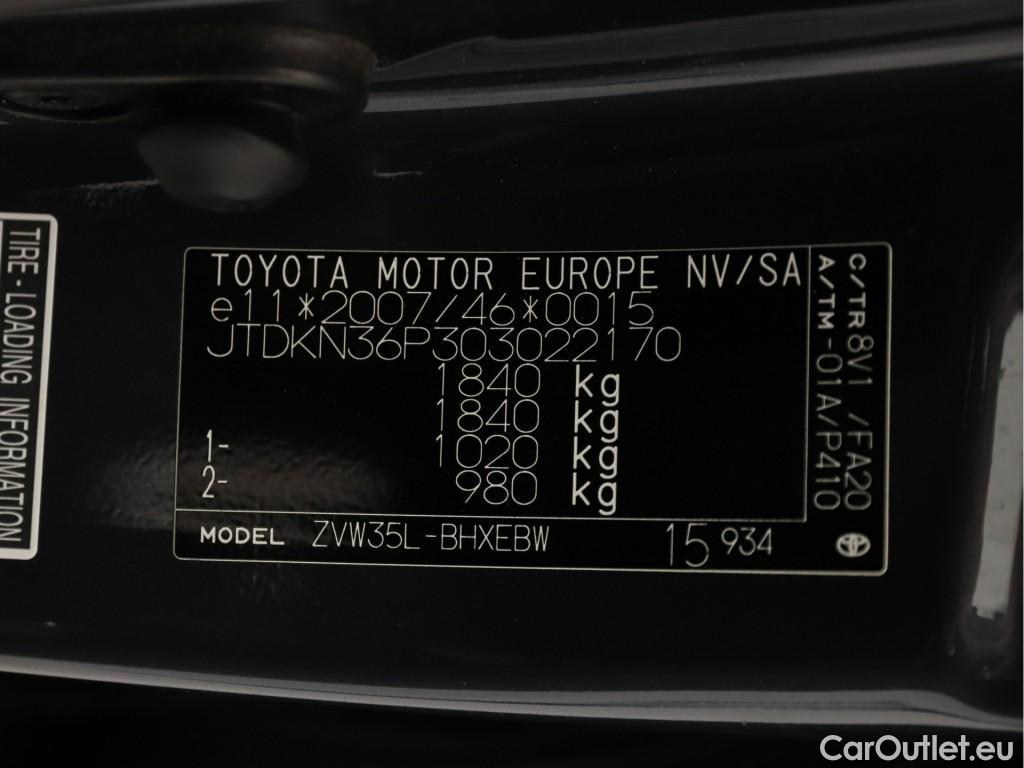 TIRE - LOADING INFORMATION
TOYOTA MOTOR EUROPE NV/SA
e11*2007/46*0015
JTDKN36P303022170
1840 kg
1840 kg
1- 1020 kg
2- 980 kg
MODEL ZVW35L-BHXEBW 15 934
C/TR 8V1 /FA20
A/TM -01A/P410
CarOutlet.eu